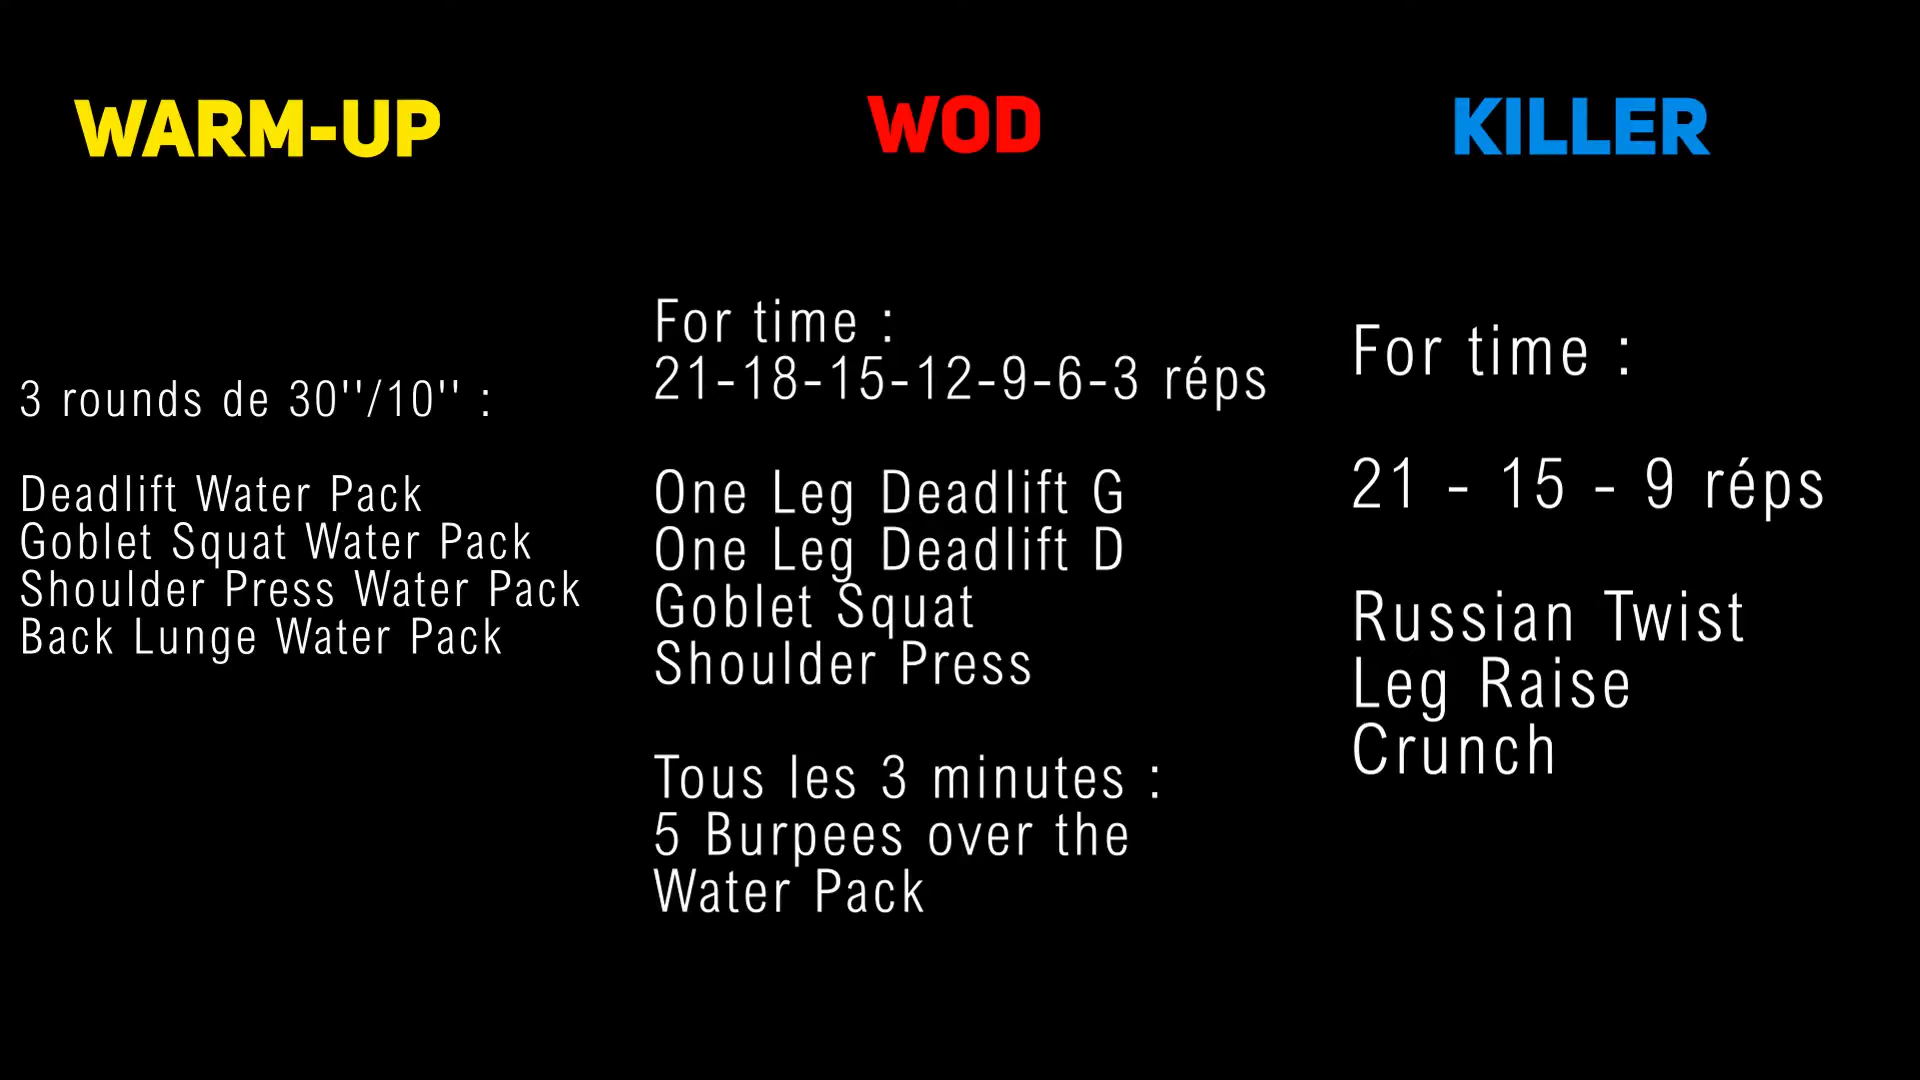 WARM-UP
3 rounds de 30''/10'' :
Deadlift Water Pack
Goblet Squat Water Pack
Shoulder Press Water Pack
Back Lunge Water Pack
WOD
For time :
21-18-15-12-9-6-3 réps
One Leg Deadlift G
One Leg Deadlift D
Goblet Squat
Shoulder Press
Tous les 3 minutes :
5 Burpees over the
Water Pack
KILLER
For time :
21 - 15 - 9 réps
Russian Twist
Leg Raise
Crunch